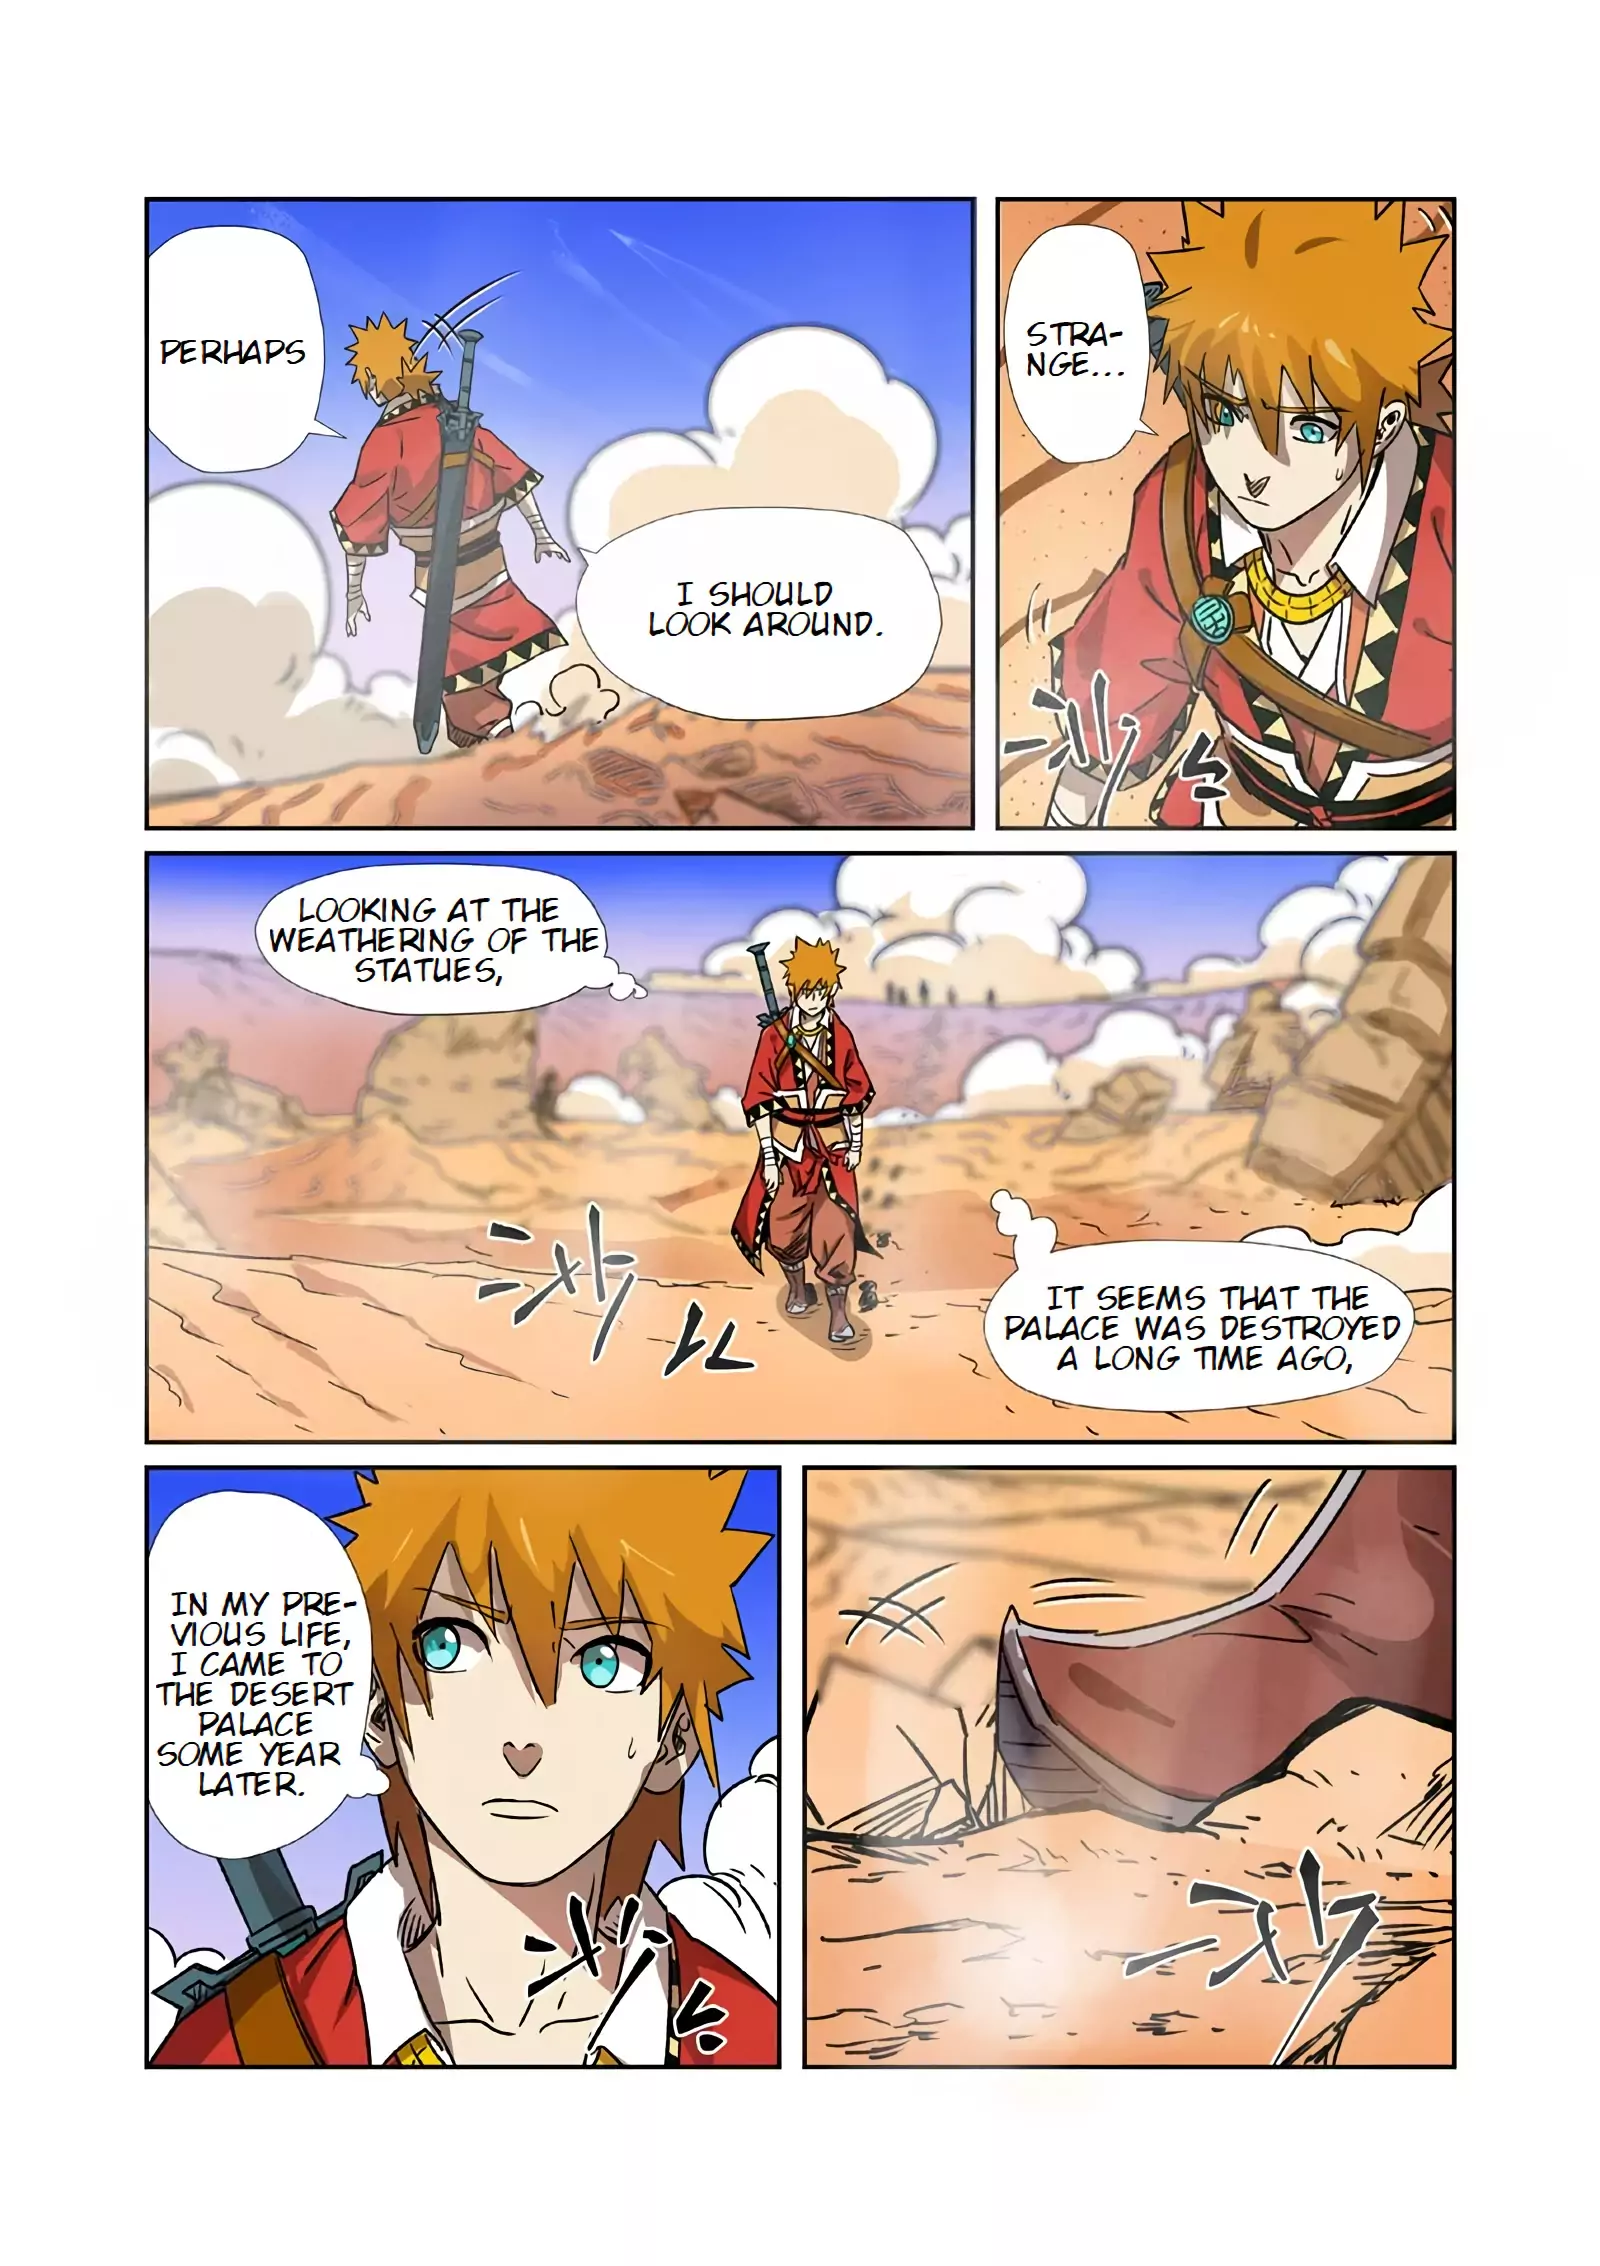 PERHAPS
I SHOULD
LOOK AROUND.
STRA-
NGE...
LOOKING AT THE
WEATHERING OF THE
STATUES,
IT SEEMS THAT THE
PALACE WAS DESTROYED
A LONG TIME AGO,
IN MY PRE-
VIOUS LIFE,
I CAME TO
THE DESERT
PALACE
SOME YEAR
LATER.